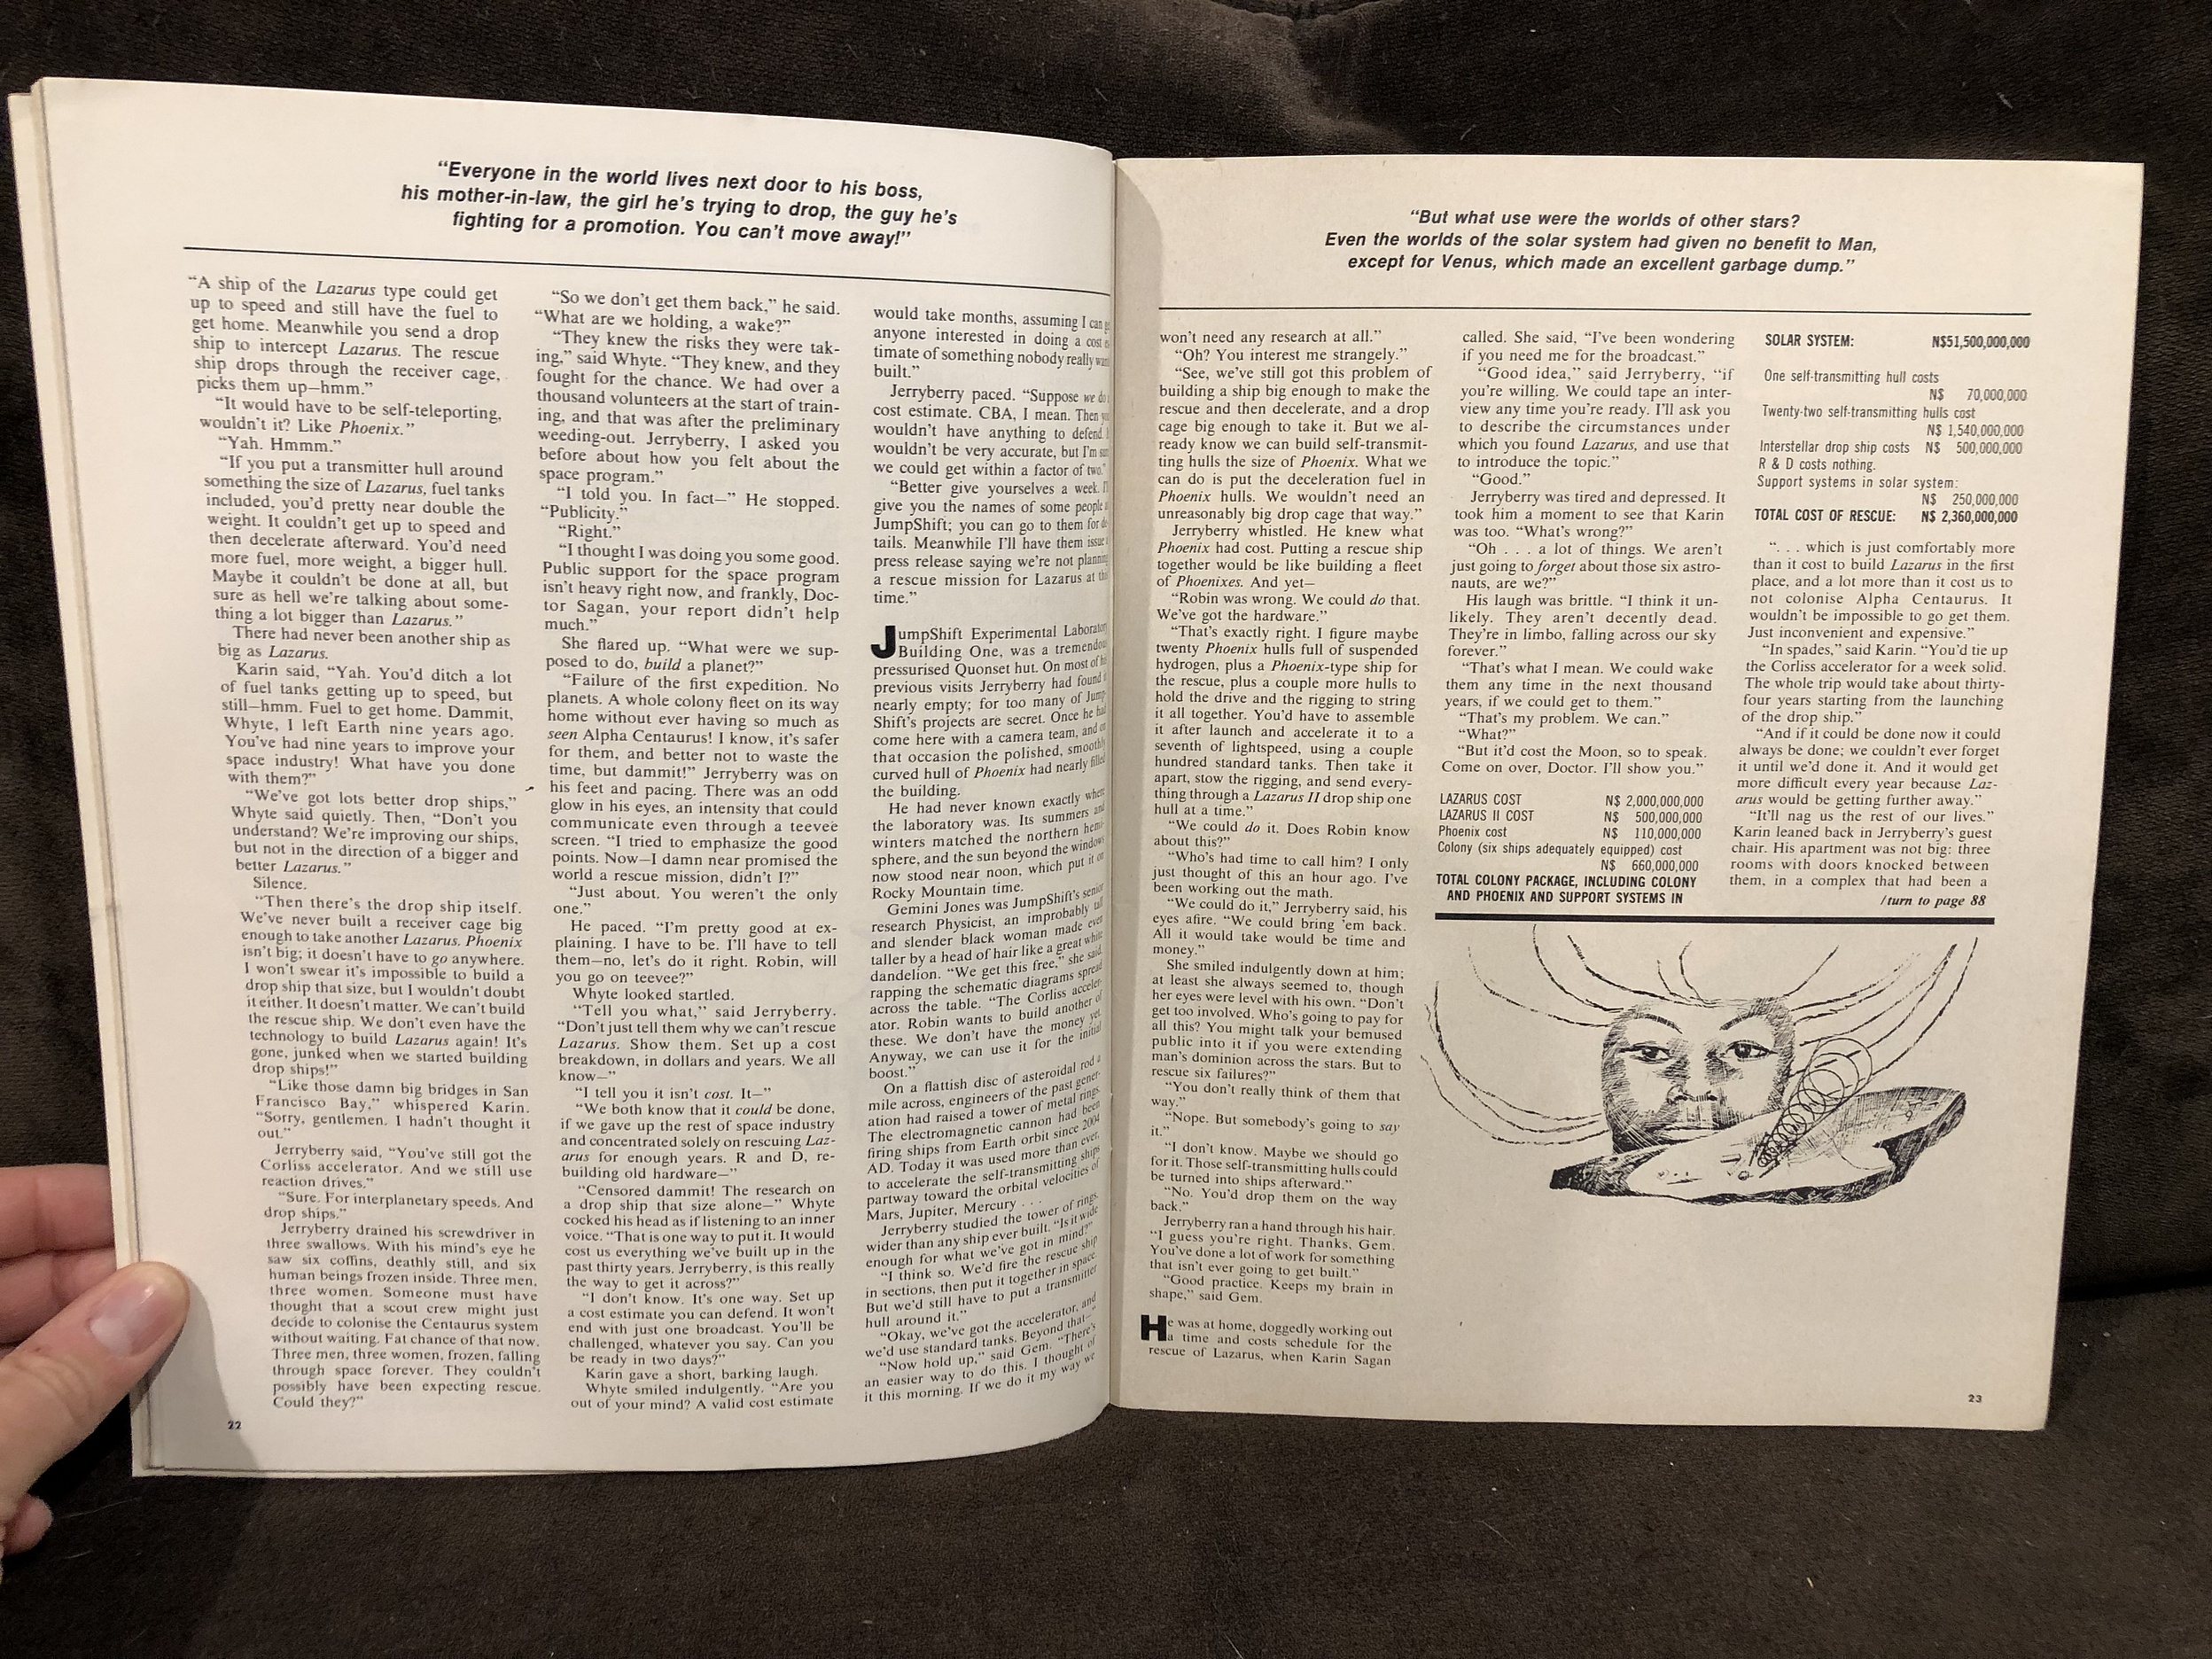 “Everyone in the world lives next door to his boss,
his mother-in-law, the girl he’s trying to drop, the guy he’s
fighting for a promotion. You can’t move away!”
“A ship of the Lazarus type could get
up to speed and still have the fuel to
get home. Meanwhile you send a drop
ship to intercept Lazarus. The rescue
ship drops through the receiver cage,
picks them up—hmm.”
“It would have to be self-teleporting,
wouldn’t it? Like Phoenix.”
“Yah. Hmmm.”
“If you put a transmitter hull around
something the size of Lazarus, fuel tanks
included, you’d pretty near double the
weight. It couldn’t get up to speed and
then decelerate afterward. You’d need
more fuel, more weight, a bigger hull.
Maybe it couldn’t be done at all, but
sure as hell we’re talking about some-
thing a lot bigger than Lazarus.”
There had never been another ship as
big as Lazarus.
Karin said, “Yah. You’d ditch a lot
of fuel tanks getting up to speed, but
still—hmm. Fuel to get home. Dammit,
Whyte, I left Earth nine years ago.
You’ve had nine years to improve your
space industry! What have you done
with them?”
“We’ve got lots better drop ships,”
Whyte said quietly. Then, “Don’t you
understand? We’re improving our ships,
but not in the direction of a bigger and
better Lazarus.”
Silence.
“Then there’s the drop ship itself.
We’ve never built a receiver cage big
enough to take another Lazarus. Phoenix
isn’t big; it doesn’t have to go anywhere.
I won’t swear it’s impossible to build a
drop ship that size, but I wouldn’t doubt
it either. It doesn’t matter. We can’t build
the rescue ship. We don’t even have the
technology to build Lazarus again! It’s
gone, junked when we started building
drop ships!”
“Like those damn big bridges in San
Francisco Bay,” whispered Karin.
“Sorry, gentlemen. I hadn’t thought it
out.”
Jerryberry said, “You’ve still got the
Corliss accelerator. And we still use
reaction drives.”
“Sure. For interplanetary speeds. And
drop ships.”
Jerryberry drained his screwdriver in
three swallows. With his mind’s eye he
saw six coffins, deathly still, and six
human beings frozen inside. Three men,
three women. Someone must have
thought that a scout crew might just
decide to colonise the Centaurus system
without waiting. Fat chance of that now.
Three men, three women, frozen, falling
through space forever. They couldn’t
possibly have been expecting rescue.
Could they?”
22
“So we don’t get them back,” he said.
“What are we holding, a wake?”
“They knew the risks they were tak-
ing,” said Whyte. “They knew, and they
fought for the chance. We had over a
thousand volunteers at the start of train-
ing, and that was after the preliminary
weeding-out. Jerryberry, I asked you
before about how you felt about the
space program.”
“I told you. In fact—” He stopped.
“Publicity.”
“Right.”
“I thought I was doing you some good.
Public support for the space program
isn’t heavy right now, and frankly, Doc-
tor Sagan, your report didn’t help
much.”
She flared up. “What were we sup-
posed to do, build a planet?”
“Failure of the first expedition. No
planets. A whole colony fleet on its way
home without ever having so much as
seen Alpha Centaurus! I know, it’s safer
for them, and better not to waste the
time, but dammit!” Jerryberry was on
his feet and pacing. There was an odd
glow in his eyes, an intensity that could
communicate even through a teevee
screen. “I tried to emphasize the good
points. Now—I damn near promised the
world a rescue mission, didn’t I?”
“Just about. You weren’t the only
one.”
He paced. “I’m pretty good at ex-
plaining. I have to be. I’ll have to tell
them—no, let’s do it right. Robin, will
you go on teevee?”
Whyte looked startled.
“Tell you what,” said Jerryberry.
“Don’t just tell them why we can’t rescue
Lazarus. Show them. Set up a cost
breakdown, in dollars and years. We all
know—”
“I tell you it isn’t cost. It—”
“We both know that it could be done,
if we gave up the rest of space industry
and concentrated solely on rescuing Laz-
arus for enough years. R and D, re-
building old hardware—”
“Censored dammit! The research on
a drop ship that size alone—” Whyte
cocked his head as if listening to an inner
voice. “That is one way to put it. It would
cost us everything we’ve built up in the
past thirty years. Jerryberry, is this really
the way to get it across?”
“I don’t know. It’s one way. Set up
a cost estimate you can defend. It won’t
end with just one broadcast. You’ll be
challenged, whatever you say. Can you
be ready in two days?”
Karin gave a short, barking laugh.
Whyte smiled indulgently. “Are you
out of your mind? A valid cost estimate
would take months, assuming I can
anyone interested in doing a cost
timate of something nobody really
built.”
Jerryberry paced. “Suppose we do
cost estimate. CBA, I mean. Then
wouldn’t have anything to defend.
wouldn’t be very accurate, but I’m
we could get within a factor of two.”
“Better give yourselves a week.
give you the names of some people
JumpShift; you can go to them for
tails. Meanwhile I’ll have them issue
press release saying we’re not planning
a rescue mission for Lazarus at
time.”
JumpShift Experimental Laboratory
Building One, was a tremendous
pressurised Quonset hut. On most of
previous visits Jerryberry had found
nearly empty; for too many of Jump-
Shift’s projects are secret. Once he had
come here with a camera team, and on
that occasion the polished, smoothly
curved hull of Phoenix had nearly filled
the building.
He had never known exactly where
the laboratory was. Its summers and
winters matched the northern hemi-
sphere, and the sun beyond the windows
now stood near noon, which put it on
Rocky Mountain time.
Gemini Jones was JumpShift’s senior
research Physicist, an improbably tall
and slender black woman made even
taller by a head of hair like a great white
dandelion. “We get this free,” she said,
rapping the schematic diagrams spread
across the table. “The Corliss acceler-
ator. Robin wants to build another of
these. We don’t have the money yet.
Anyway, we can use it for the initial
boost.”
On a flattish disc of asteroidal rod a
mile across, engineers of the past gener-
ation had raised a tower of metal rings.
The electromagnetic cannon had been
firing ships from Earth orbit since 2004
AD. Today it was used more than ever,
to accelerate the self-transmitting ships
partway toward the orbital velocities of
Mars, Jupiter, Mercury . . .
Jerryberry studied the tower of rings.
wider than any ship ever built. “Is it wide
enough for what we’ve got in mind?”
“I think so. We’d fire the rescue ship
in sections, then put it together in space.
But we’d still have to put a transmitter
hull around it.”
“Okay, we’ve got the accelerator, and
we’d use standard tanks. Beyond that—”
“Now hold up,” said Gem. “There’s
an easier way to do this. I thought of
it this morning. If we do it my way we
“But what use were the worlds of other stars?
Even the worlds of the solar system had given no benefit to Man,
except for Venus, which made an excellent garbage dump.”
won’t need any research at all.”
“Oh? You interest me strangely.”
“See, we’ve still got this problem of
building a ship big enough to make the
rescue and then decelerate, and a drop
cage big enough to take it. But we al-
ready know we can build self-transmit-
ting hulls the size of Phoenix. What we
can do is put the deceleration fuel in
Phoenix hulls. We wouldn’t need an
unreasonably big drop cage that way.”
Jerryberry whistled. He knew what
Phoenix had cost. Putting a rescue ship
together would be like building a fleet
of Phoenixes. And yet—
“Robin was wrong. We could do that.
We’ve got the hardware.”
“That’s exactly right. I figure maybe
twenty Phoenix hulls full of suspended
hydrogen, plus a Phoenix-type ship for
the rescue, plus a couple more hulls to
hold the drive and the rigging to string
it all together. You’d have to assemble
it after launch and accelerate it to a
seventh of lightspeed, using a couple
hundred standard tanks. Then take it
apart, stow the rigging, and send every-
thing through a Lazarus II drop ship one
hull at a time.”
“We could do it. Does Robin know
about this?”
“Who’s had time to call him? I only
just thought of this an hour ago. I’ve
been working out the math.
“We could do it,” Jerryberry said, his
eyes afire. “We could bring ’em back.
All it would take would be time and
money.”
She smiled indulgently down at him;
at least she always seemed to, though
her eyes were level with his own. “Don’t
get too involved. Who’s going to pay for
all this? You might talk your bemused
public into it if you were extending
man’s dominion across the stars. But to
rescue six failures?”
“You don’t really think of them that
way.”
“Nope. But somebody’s going to say
it.”
“I don’t know. Maybe we should go
for it. Those self-transmitting hulls could
be turned into ships afterward.”
“No. You’d drop them on the way
back.”
Jerryberry ran a hand through his hair.
“I guess you’re right. Thanks, Gem.
You’ve done a lot of work for something
that isn’t ever going to get built.”
“Good practice. Keeps my brain in
shape,” said Gem.
He was at home, doggedly working out
a time and costs schedule for the
rescue of Lazarus, when Karin Sagan
called. She said, “I’ve been wondering
if you need me for the broadcast.”
“Good idea,” said Jerryberry, “if
you’re willing. We could tape an inter-
view any time you’re ready. I’ll ask you
to describe the circumstances under
which you found Lazarus, and use that
to introduce the topic.”
“Good.”
Jerryberry was tired and depressed. It
took him a moment to see that Karin
was too. “What’s wrong?”
“Oh . . . a lot of things. We aren’t
just going to forget about those six astro-
nauts, are we?”
His laugh was brittle. “I think it un-
likely. They aren’t decently dead.
They’re in limbo, falling across our sky
forever.”
“That’s what I mean. We could wake
them any time in the next thousand
years, if we could get to them.”
“That’s my problem. We can.”
“What?”
“But it’d cost the Moon, so to speak.
Come on over, Doctor. I’ll show you.”
LAZARUS COST N$ 2,000,000,000
LAZARUS II COST N$ 500,000,000
Phoenix cost N$ 110,000,000
Colony (six ships adequately equipped) cost
N$ 660,000,000
TOTAL COLONY PACKAGE, INCLUDING COLONY
AND PHOENIX AND SUPPORT SYSTEMS IN
SOLAR SYSTEM: N$51,500,000,000
One self-transmitting hull costs
N$ 70,000,000
Twenty-two self-transmitting hulls cost
N$ 1,540,000,000
Interstellar drop ship costs N$ 500,000,000
R & D costs nothing.
Support systems in solar system:
N$ 250,000,000
TOTAL COST OF RESCUE: N$ 2,360,000,000
“. . . which is just comfortably more
than it cost to build Lazarus in the first
place, and a lot more than it cost us to
not colonise Alpha Centaurus. It
wouldn’t be impossible to go get them.
Just inconvenient and expensive.”
“In spades,” said Karin. “You’d tie up
the Corliss accelerator for a week solid.
The whole trip would take about thirty-
four years starting from the launching
of the drop ship.”
“And if it could be done now it could
always be done; we couldn’t ever forget
it until we’d done it. And it would get
more difficult every year because Laz-
arus would be getting further away.”
“It’ll nag us the rest of our lives.”
Karin leaned back in Jerryberry’s guest
chair. His apartment was not big: three
rooms with doors knocked between
them, in a complex that had been a
/turn to page 88
23